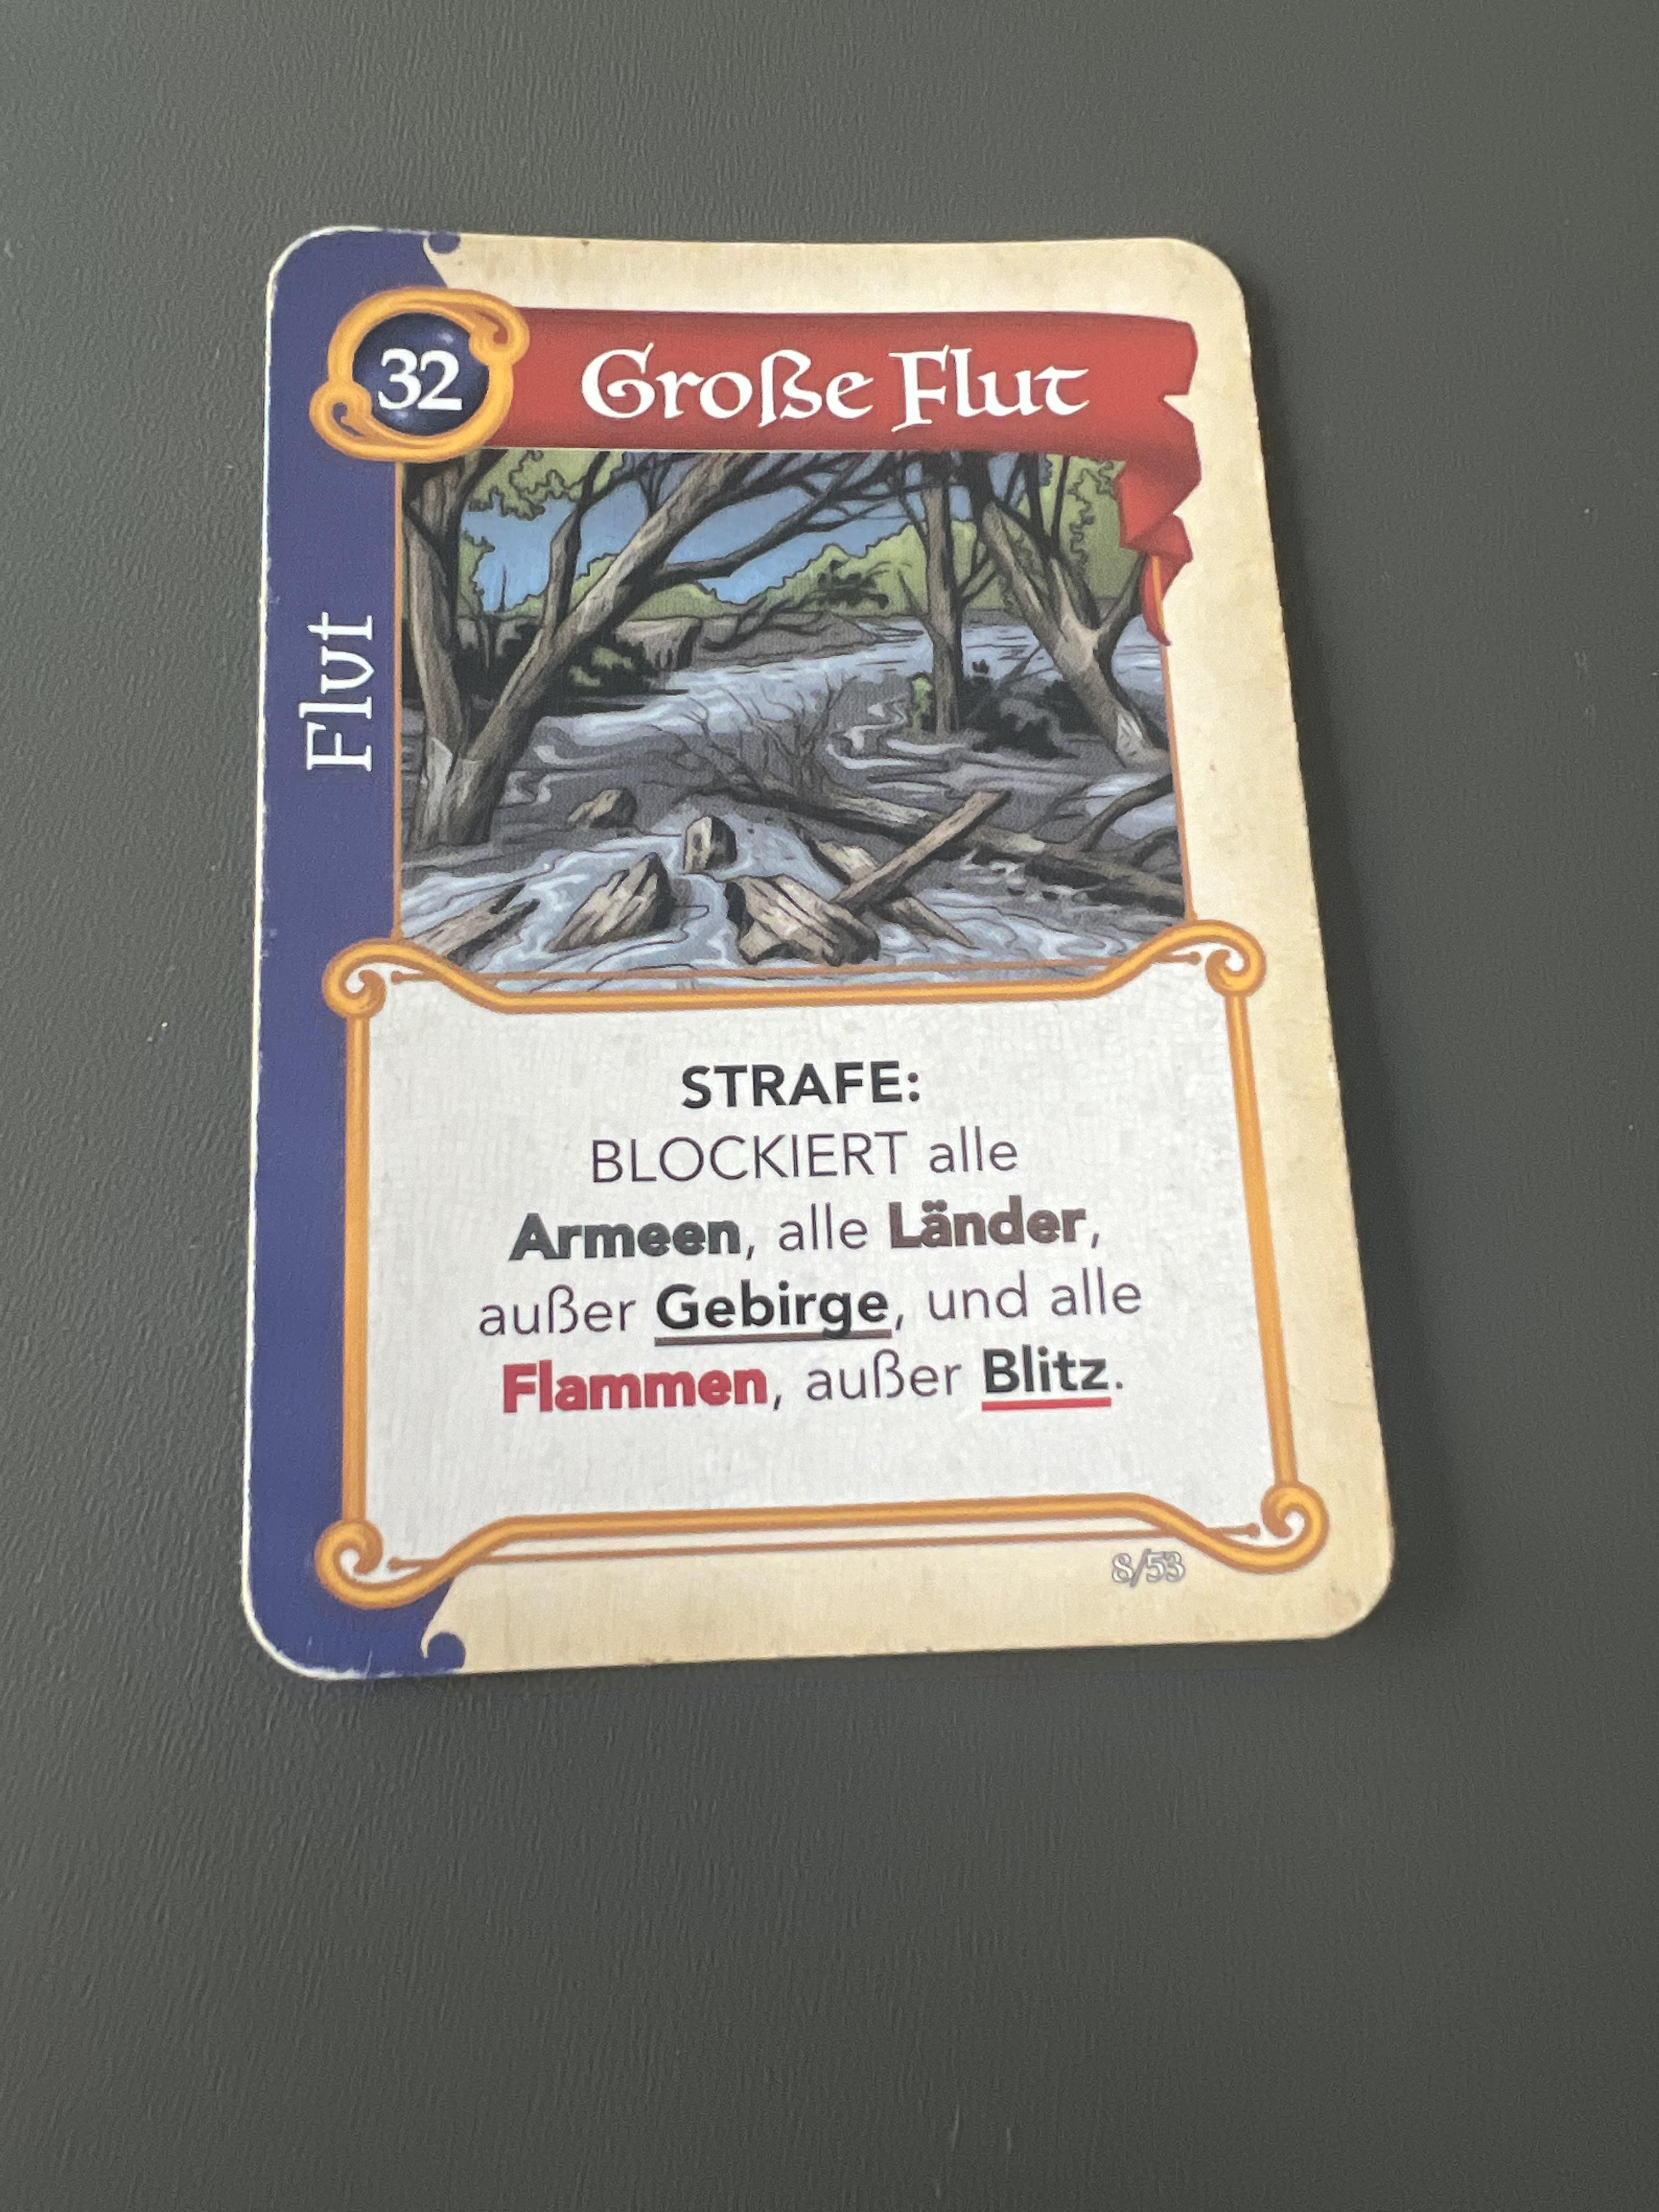 32
Große Flut
Flut
STRAFE:
BLOCKIERT alle
Armeen, alle Länder,
außer Gebirge, und alle
Flammen, außer Blitz.
8/53